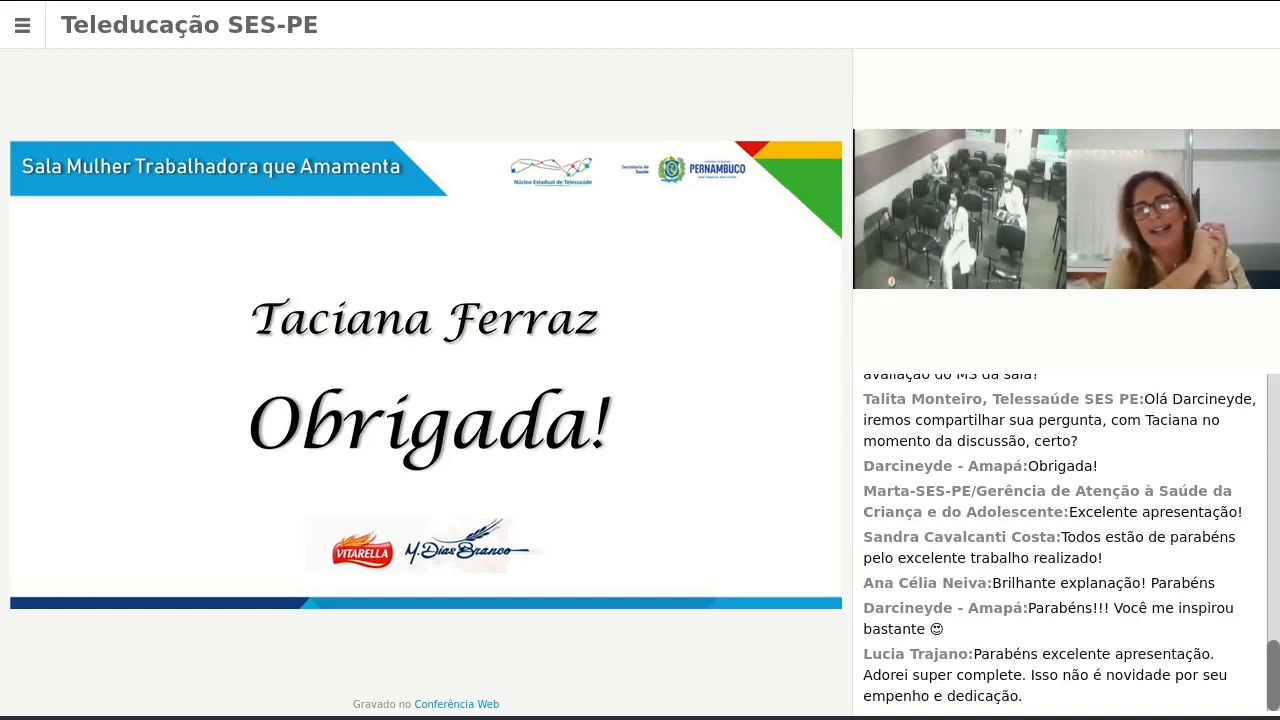 Teleducação SES-PE
Sala Mulher Trabalhadora que Amamenta
Núcleo Estadual de Telessaúde
Secretaria de
Saúde
PERNAMBUCO
Taciana Ferraz
Obrigada!
VITARELLA
M.Dias Branco
Gravado no Conferência Web
avaliação do MS da sala?
Talita Monteiro, Telessaúde SES PE:Olá Darcineyde,
iremos compartilhar sua pergunta, com Taciana no
momento da discussão, certo?
Darcineyde - Amapá:Obrigada!
Marta-SES-PE/Gerência de Atenção à Saúde da
Criança e do Adolescente:Excelente apresentação!
Sandra Cavalcanti Costa:Todos estão de parabéns
pelo excelente trabalho realizado!
Ana Célia Neiva:Brilhante explanação! Parabéns
Darcineyde - Amapá:Parabéns!!! Você me inspirou
bastante 😍
Lucia Trajano:Parabéns excelente apresentação.
Adorei super complete. Isso não é novidade por seu
empenho e dedicação.